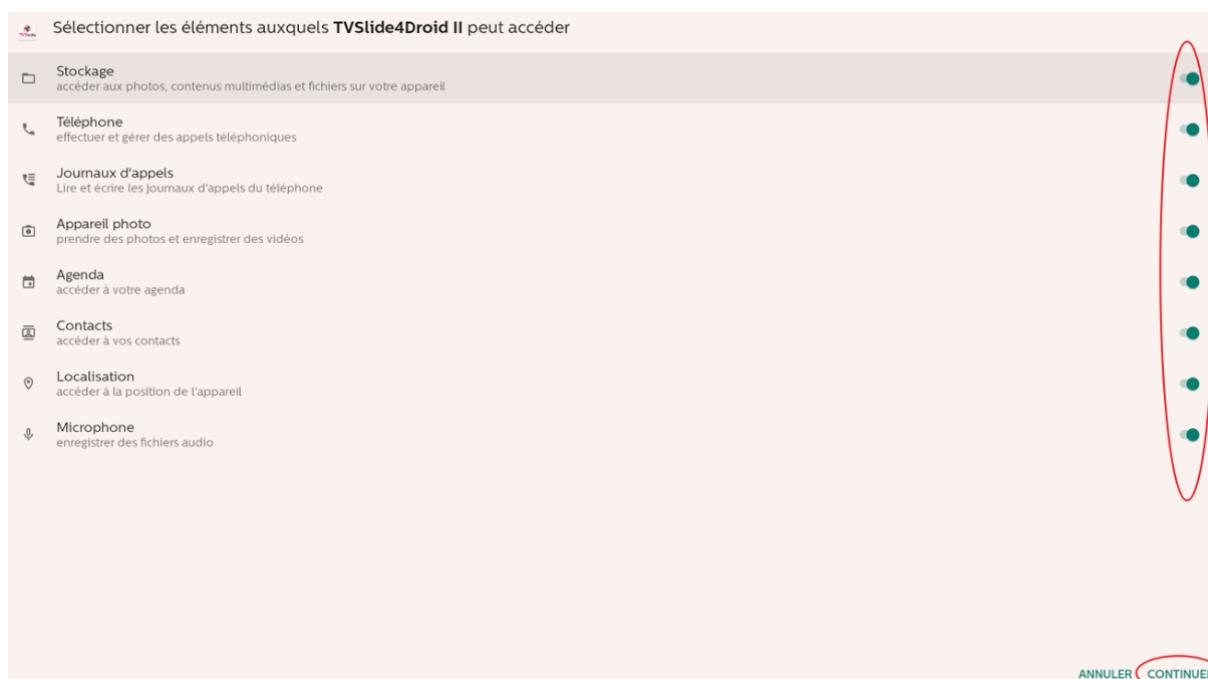 Sélectionner les éléments auxquels TVSlide4Droid II peut accéder
Stockage
accéder aux photos, contenus multimédias et fichiers sur votre appareil
Téléphone
effectuer et gérer des appels téléphoniques
Journaux d'appels
Lire et écrire les journaux d'appels du téléphone
Appareil photo
prendre des photos et enregistrer des vidéos
Agenda
accéder à votre agenda
Contacts
accéder à vos contacts
Localisation
accéder à la position de l'appareil
Microphone
enregistrer des fichiers audio
ANNULER CONTINUER